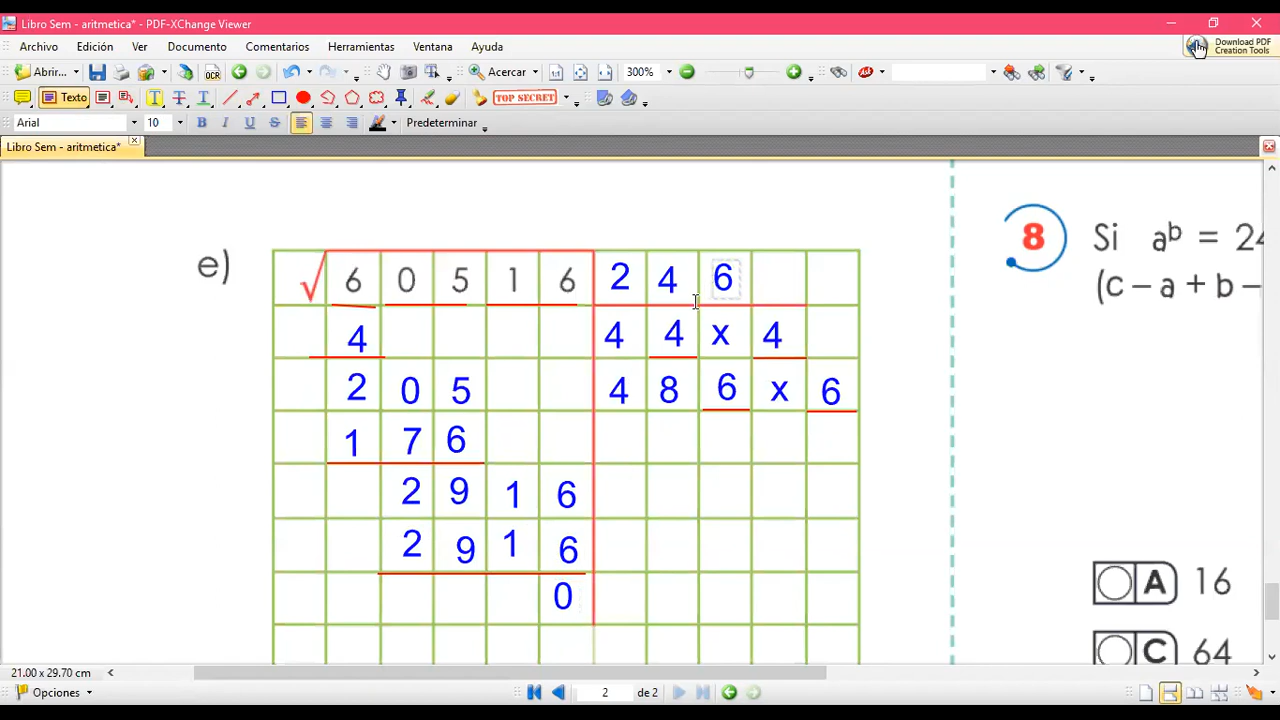 Libro Sem - aritmetica* - PDF-XChange Viewer
Archivo Edición Ver Documento Comentarios Herramientas Ventana Ayuda
Download PDF
Creation Tools
Abrir... OCR Acercar 300%
Texto T T T TOP SECRET
Arial 10 B I U S Predeterminar
Libro Sem - aritmetica*
e) √ 6 0 5 1 6 2 4 6
4 4 4 x 4
2 0 5 4 8 6 x 6
1 7 6
2 9 1 6
2 9 1 6
0
8 Si aᵇ = 24
(c – a + b –
A 16
C 64
21.00 x 29.70 cm
Opciones 2 de 2